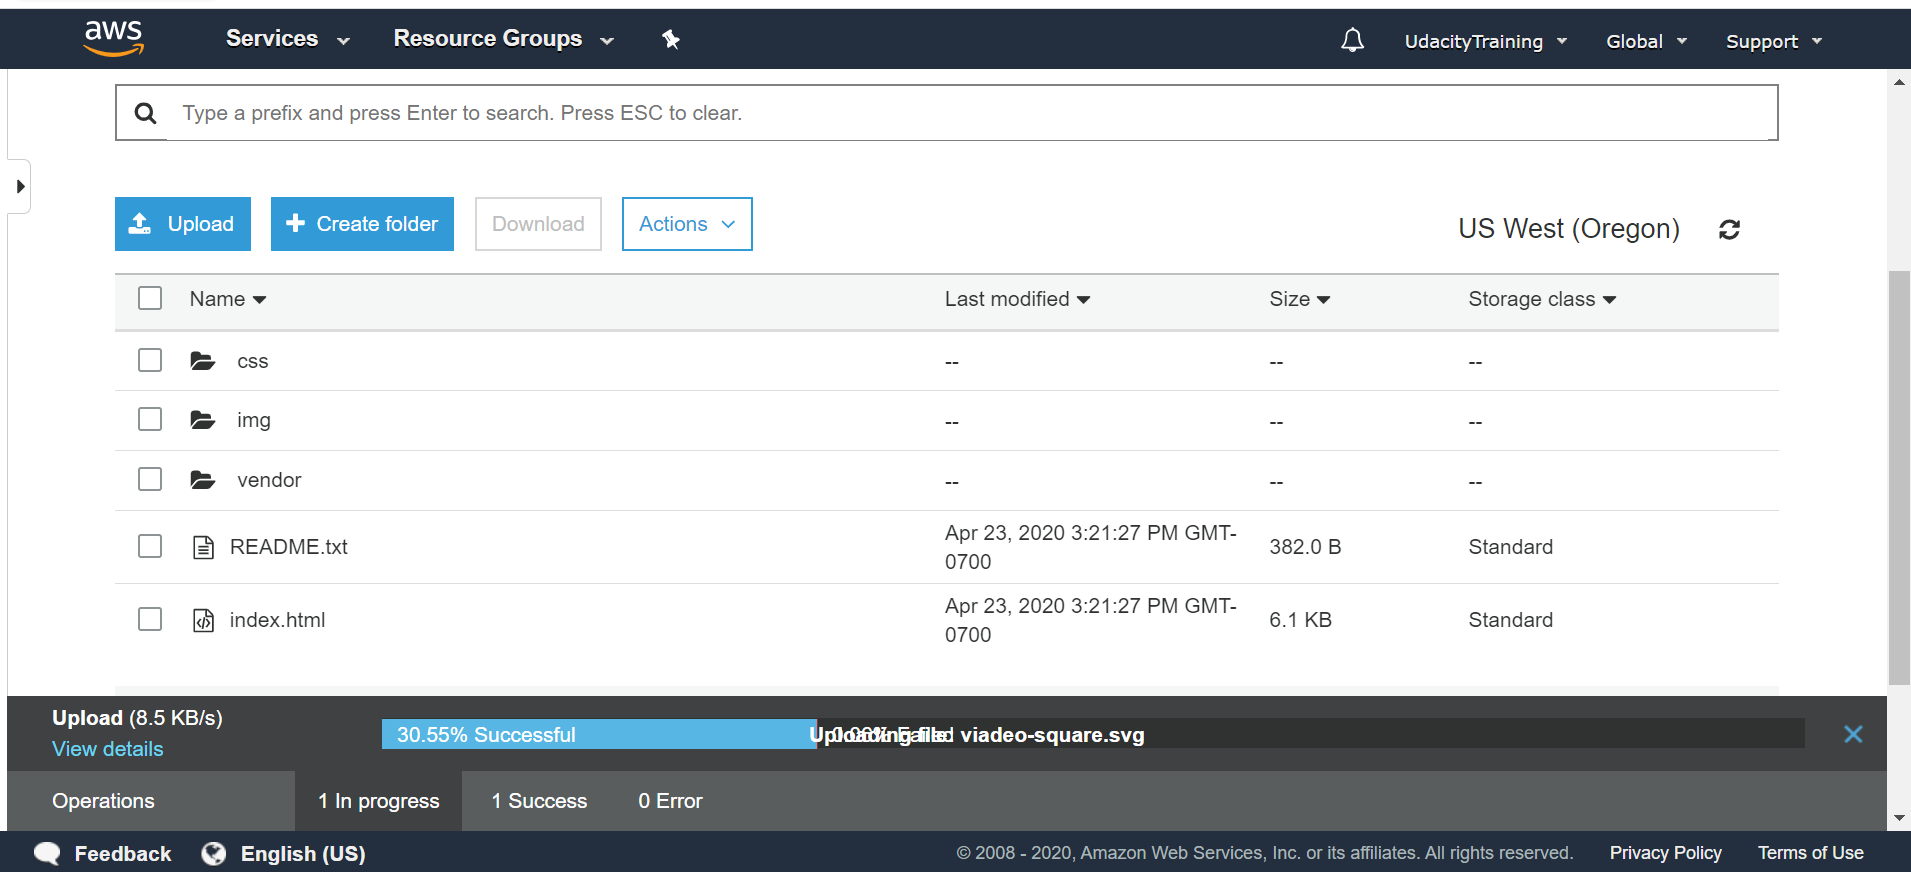 aws Services Resource Groups UdacityTraining Global Support
Type a prefix and press Enter to search. Press ESC to clear.
Upload Create folder Download Actions US West (Oregon)
Name Last modified Size Storage class
css -- -- --
img -- -- --
vendor -- -- --
README.txt Apr 23, 2020 3:21:27 PM GMT-
0700 382.0 B Standard
index.html Apr 23, 2020 3:21:27 PM GMT-
0700 6.1 KB Standard
Upload (8.5 KB/s)
View details
30.55% Successful Uploading file: viadeo-square.svg
Operations 1 In progress 1 Success 0 Error
Feedback English (US) © 2008 - 2020, Amazon Web Services, Inc. or its affiliates. All rights reserved. Privacy Policy Terms of Use